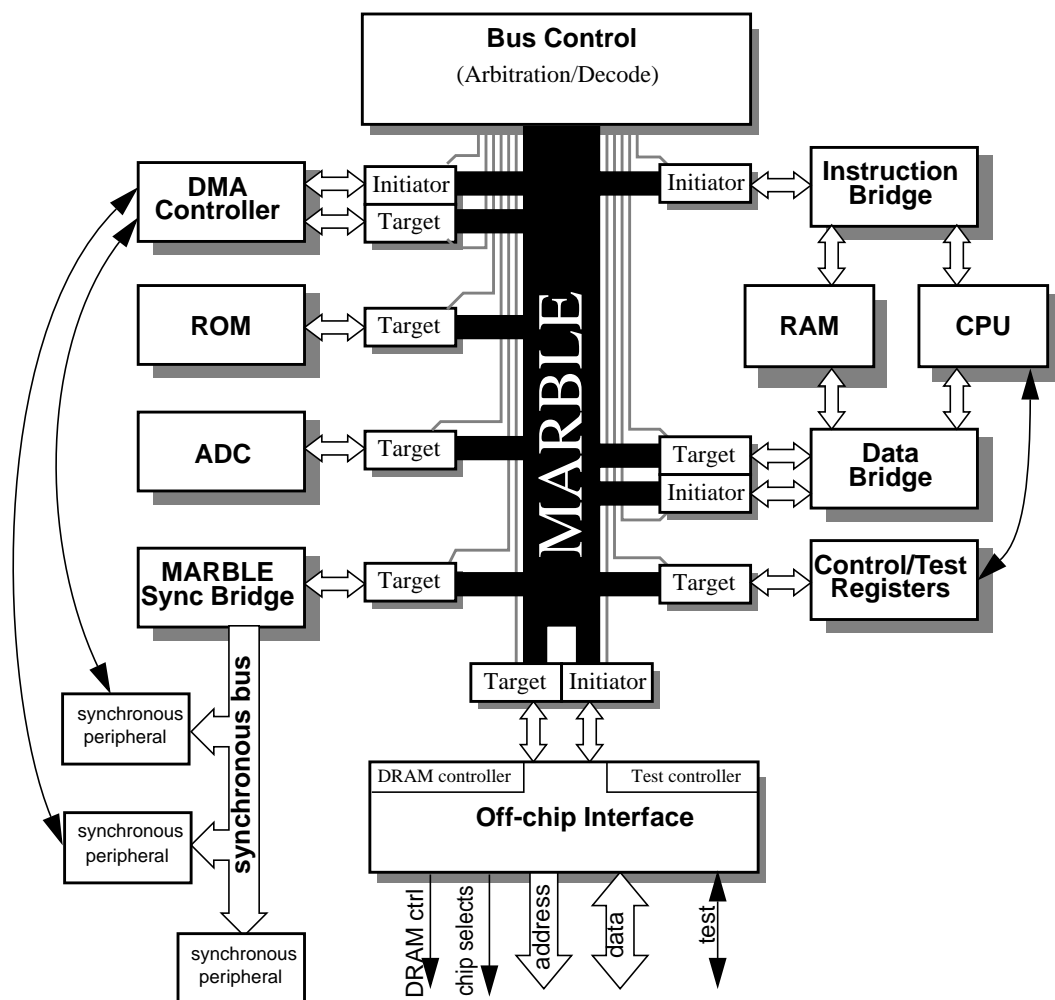 Bus Control
(Arbitration/Decode)
DMA
Controller
Initiator
Target
Initiator
Instruction
Bridge
ROM
Target
MARBLE
RAM
CPU
ADC
Target
Target
Initiator
Data
Bridge
MARBLE
Sync Bridge
Target
Target
Control/Test
Registers
synchronous bus
Target
Initiator
synchronous
peripheral
synchronous
peripheral
synchronous
peripheral
DRAM controller
Test controller
Off-chip Interface
DRAM ctrl
chip selects
address
data
test